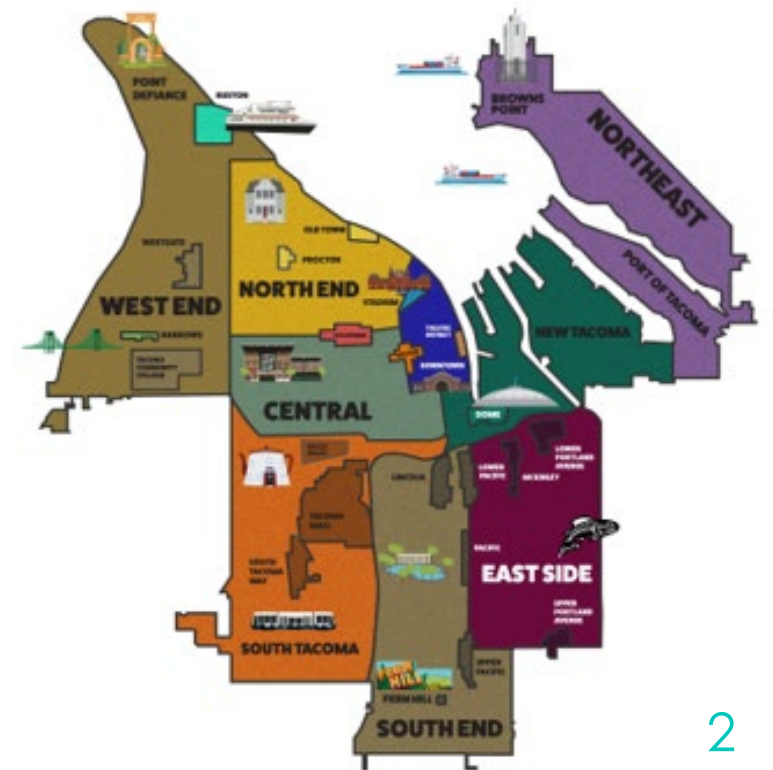 POINT
DEFIANCE
RUSTON
BROWNS
POINT
NORTHEAST
OLD TOWN
WESTGATE
PROCTOR
PORT OF TACOMA
WEST END
NORTH END
STADIUM
NARROWS
THEATER
DISTRICT
NEW TACOMA
TACOMA
COMMUNITY
COLLEGE
DOWNTOWN
CENTRAL
DOME
LOWER
PORTLAND
AVENUE
LINCOLN
LOWER
PACIFIC
MCKINLEY
TACOMA
MALL
PACIFIC
SOUTH
TACOMA
WAY
EAST SIDE
UPPER
PORTLAND
AVENUE
SOUTH TACOMA
UPPER
PACIFIC
FERN
HILL
FERN HILL
SOUTH END
2